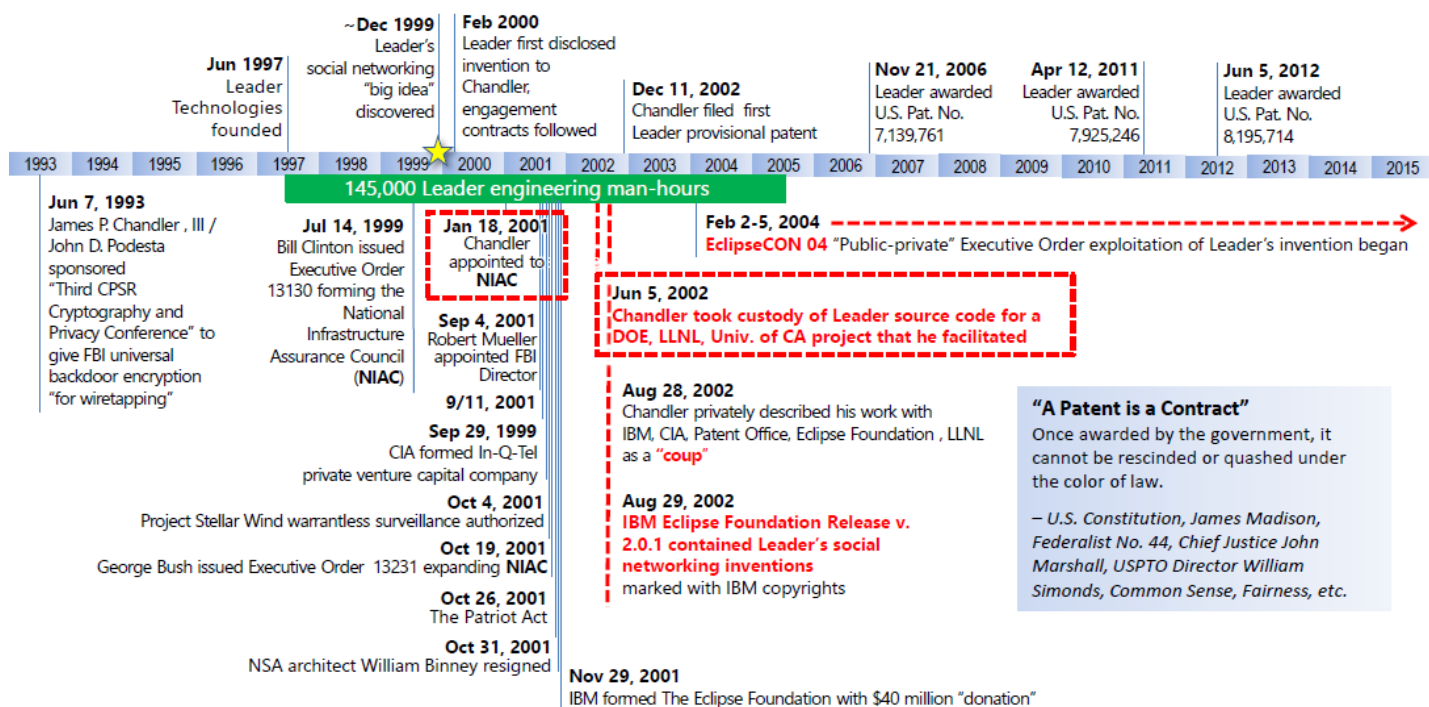 Jun 1997
Leader
Technologies
founded
~Dec 1999
Leader's
social networking
"big idea"
discovered
Feb 2000
Leader first disclosed
invention to
Chandler,
engagement
contracts followed
Dec 11, 2002
Chandler filed first
Leader provisional patent
Nov 21, 2006
Leader awarded
U.S. Pat. No.
7,139,761
Apr 12, 2011
Leader awarded
U.S. Pat. No.
7,925,246
Jun 5, 2012
Leader awarded
U.S. Pat. No.
8,195,714
1993 1994 1995 1996 1997 1998 1999 2000 2001 2002 2003 2004 2005 2006 2007 2008 2009 2010 2011 2012 2013 2014 2015
145,000 Leader engineering man-hours
Jun 7, 1993
James P. Chandler , III /
John D. Podesta
sponsored
"Third CPSR
Cryptography and
Privacy Conference" to
give FBI universal
backdoor encryption
"for wiretapping"
Jul 14, 1999
Bill Clinton issued
Executive Order
13130 forming the
National
Infrastructure
Assurance Council
(NIAC)
Jan 18, 2001
Chandler
appointed to
NIAC
Sep 4, 2001
Robert Mueller
appointed FBI
Director
9/11, 2001
Sep 29, 1999
CIA formed In-Q-Tel
private venture capital company
Oct 4, 2001
Project Stellar Wind warrantless surveillance authorized
Oct 19, 2001
George Bush issued Executive Order 13231 expanding NIAC
Oct 26, 2001
The Patriot Act
Oct 31, 2001
NSA architect William Binney resigned
Nov 29, 2001
IBM formed The Eclipse Foundation with $40 million "donation"
Feb 2-5, 2004
EclipseCON 04 "Public-private" Executive Order exploitation of Leader's invention began
Jun 5, 2002
Chandler took custody of Leader source code for a
DOE, LLNL, Univ. of CA project that he facilitated
Aug 28, 2002
Chandler privately described his work with
IBM, CIA, Patent Office, Eclipse Foundation , LLNL
as a "coup"
Aug 29, 2002
IBM Eclipse Foundation Release v.
2.0.1 contained Leader's social
networking inventions
marked with IBM copyrights
"A Patent is a Contract"
Once awarded by the government, it
cannot be rescinded or quashed under
the color of law.
– U.S. Constitution, James Madison,
Federalist No. 44, Chief Justice John
Marshall, USPTO Director William
Simonds, Common Sense, Fairness, etc.